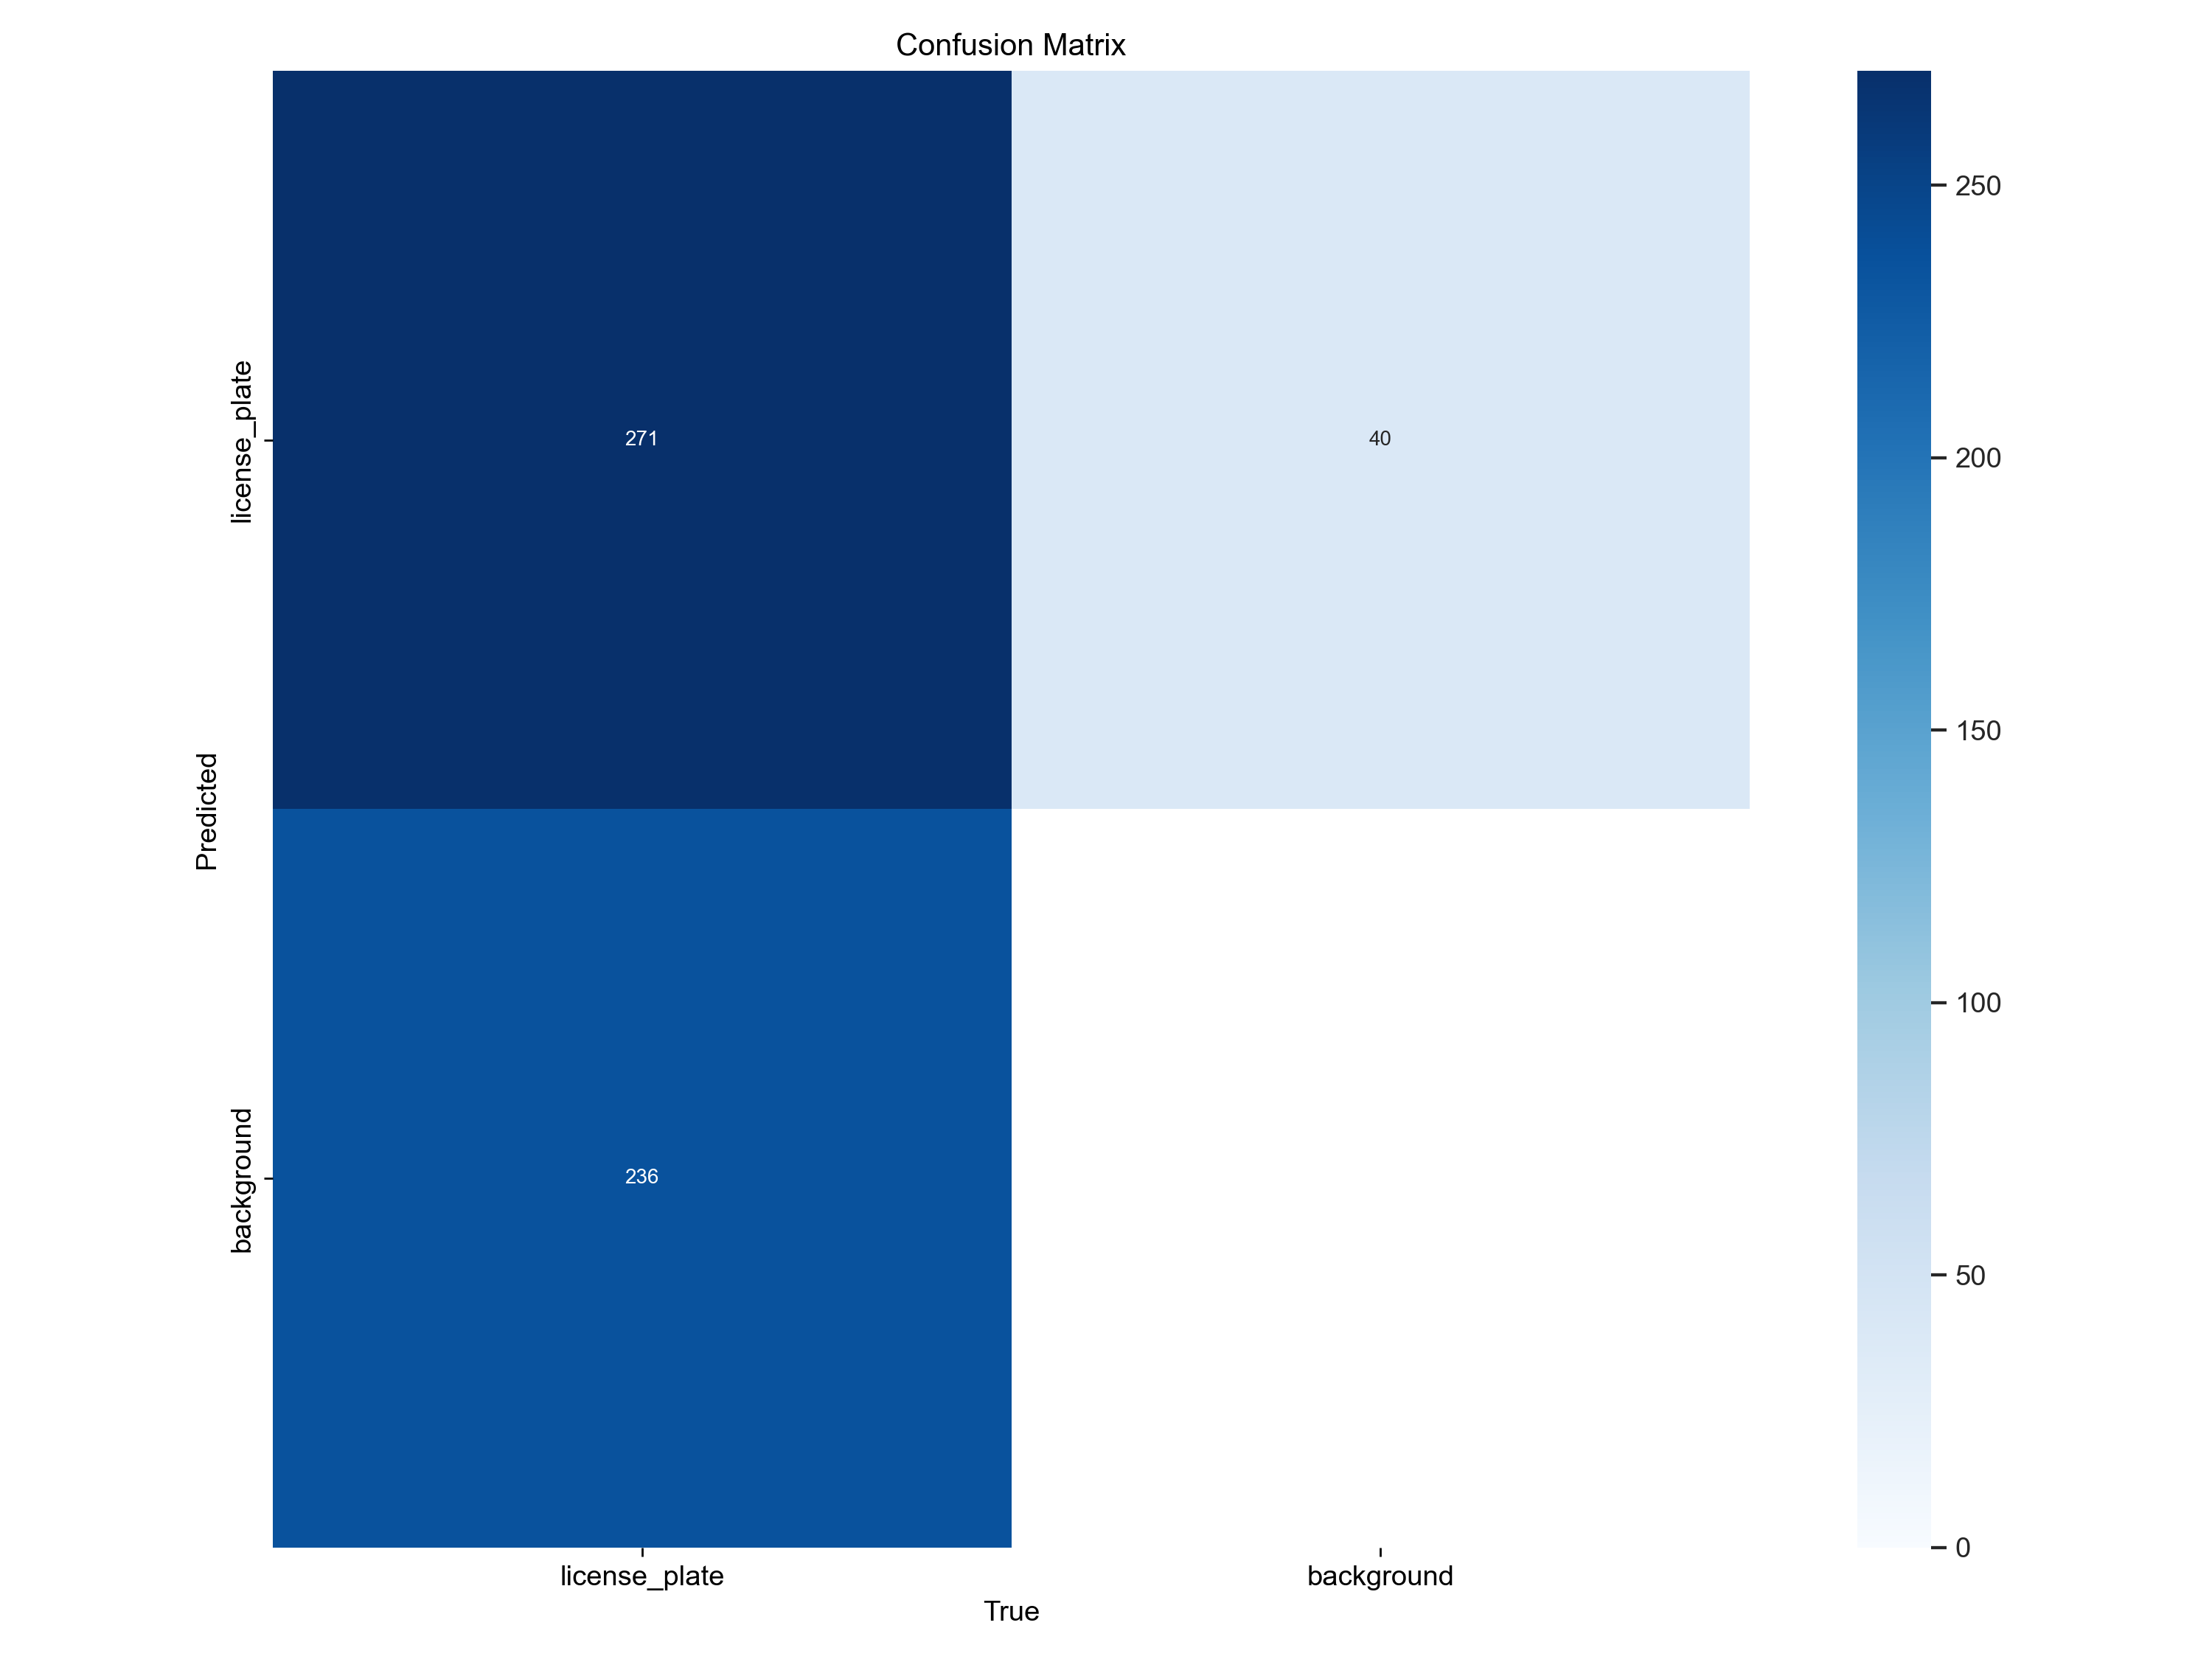 Confusion Matrix
license_plate
271
40
250
200
150
100
50
0
Predicted
background
236
license_plate
background
True